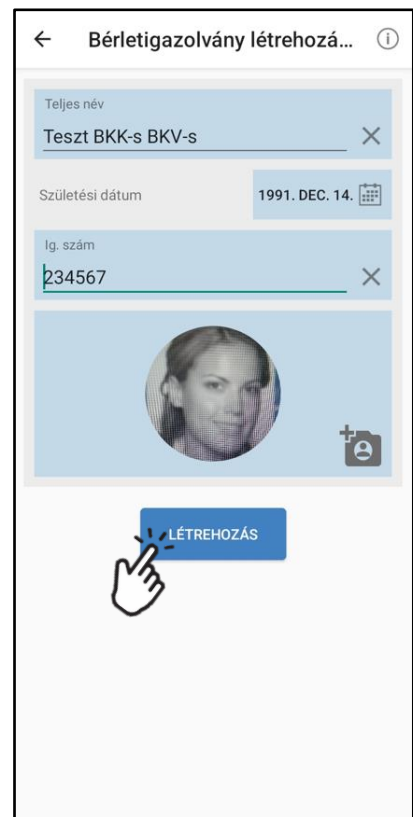 Bérletigazolvány létrehozá...
Teljes név
Teszt BKK-s BKV-s
Születési dátum
1991. DEC. 14.
Ig. szám
234567
LÉTREHOZÁS